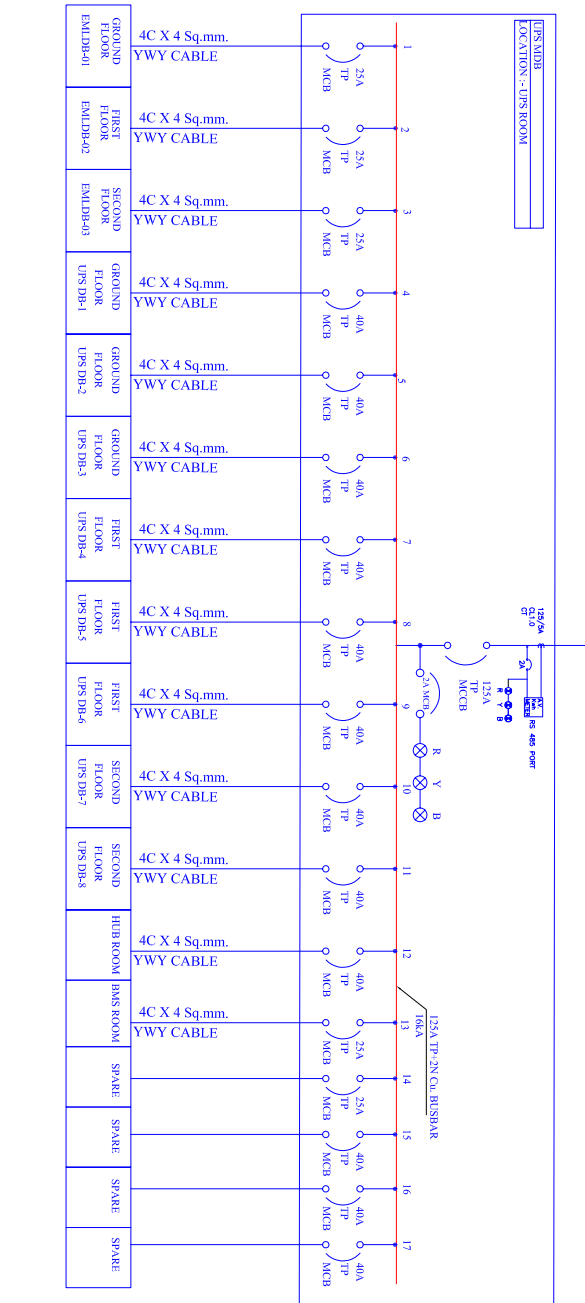 UPS MDB
LOCATION :- UPS ROOM
125/5A
CL1.0
CT
2A
A,V,
Kwh
METER
RS 485 PORT
R Y B
125A
TP
MCCB
2A MCB
R Y B
125A TP+2N Cu. BUSBAR
16kA
1
25A
TP
MCB
4C X 4 Sq.mm.
YWY CABLE
GROUND
FLOOR
EMLDB-01
2
25A
TP
MCB
4C X 4 Sq.mm.
YWY CABLE
FIRST
FLOOR
EMLDB-02
3
25A
TP
MCB
4C X 4 Sq.mm.
YWY CABLE
SECOND
FLOOR
EMLDB-03
4
40A
TP
MCB
4C X 4 Sq.mm.
YWY CABLE
GROUND
FLOOR
UPS DB-1
5
40A
TP
MCB
4C X 4 Sq.mm.
YWY CABLE
GROUND
FLOOR
UPS DB-2
6
40A
TP
MCB
4C X 4 Sq.mm.
YWY CABLE
GROUND
FLOOR
UPS DB-3
7
40A
TP
MCB
4C X 4 Sq.mm.
YWY CABLE
FIRST
FLOOR
UPS DB-4
8
40A
TP
MCB
4C X 4 Sq.mm.
YWY CABLE
FIRST
FLOOR
UPS DB-5
9
40A
TP
MCB
4C X 4 Sq.mm.
YWY CABLE
FIRST
FLOOR
UPS DB-6
10
40A
TP
MCB
4C X 4 Sq.mm.
YWY CABLE
SECOND
FLOOR
UPS DB-7
11
40A
TP
MCB
4C X 4 Sq.mm.
YWY CABLE
SECOND
FLOOR
UPS DB-8
12
40A
TP
MCB
4C X 4 Sq.mm.
YWY CABLE
HUB ROOM
13
25A
TP
MCB
4C X 4 Sq.mm.
YWY CABLE
BMS ROOM
14
25A
TP
MCB
SPARE
15
40A
TP
MCB
SPARE
16
40A
TP
MCB
SPARE
17
40A
TP
MCB
SPARE